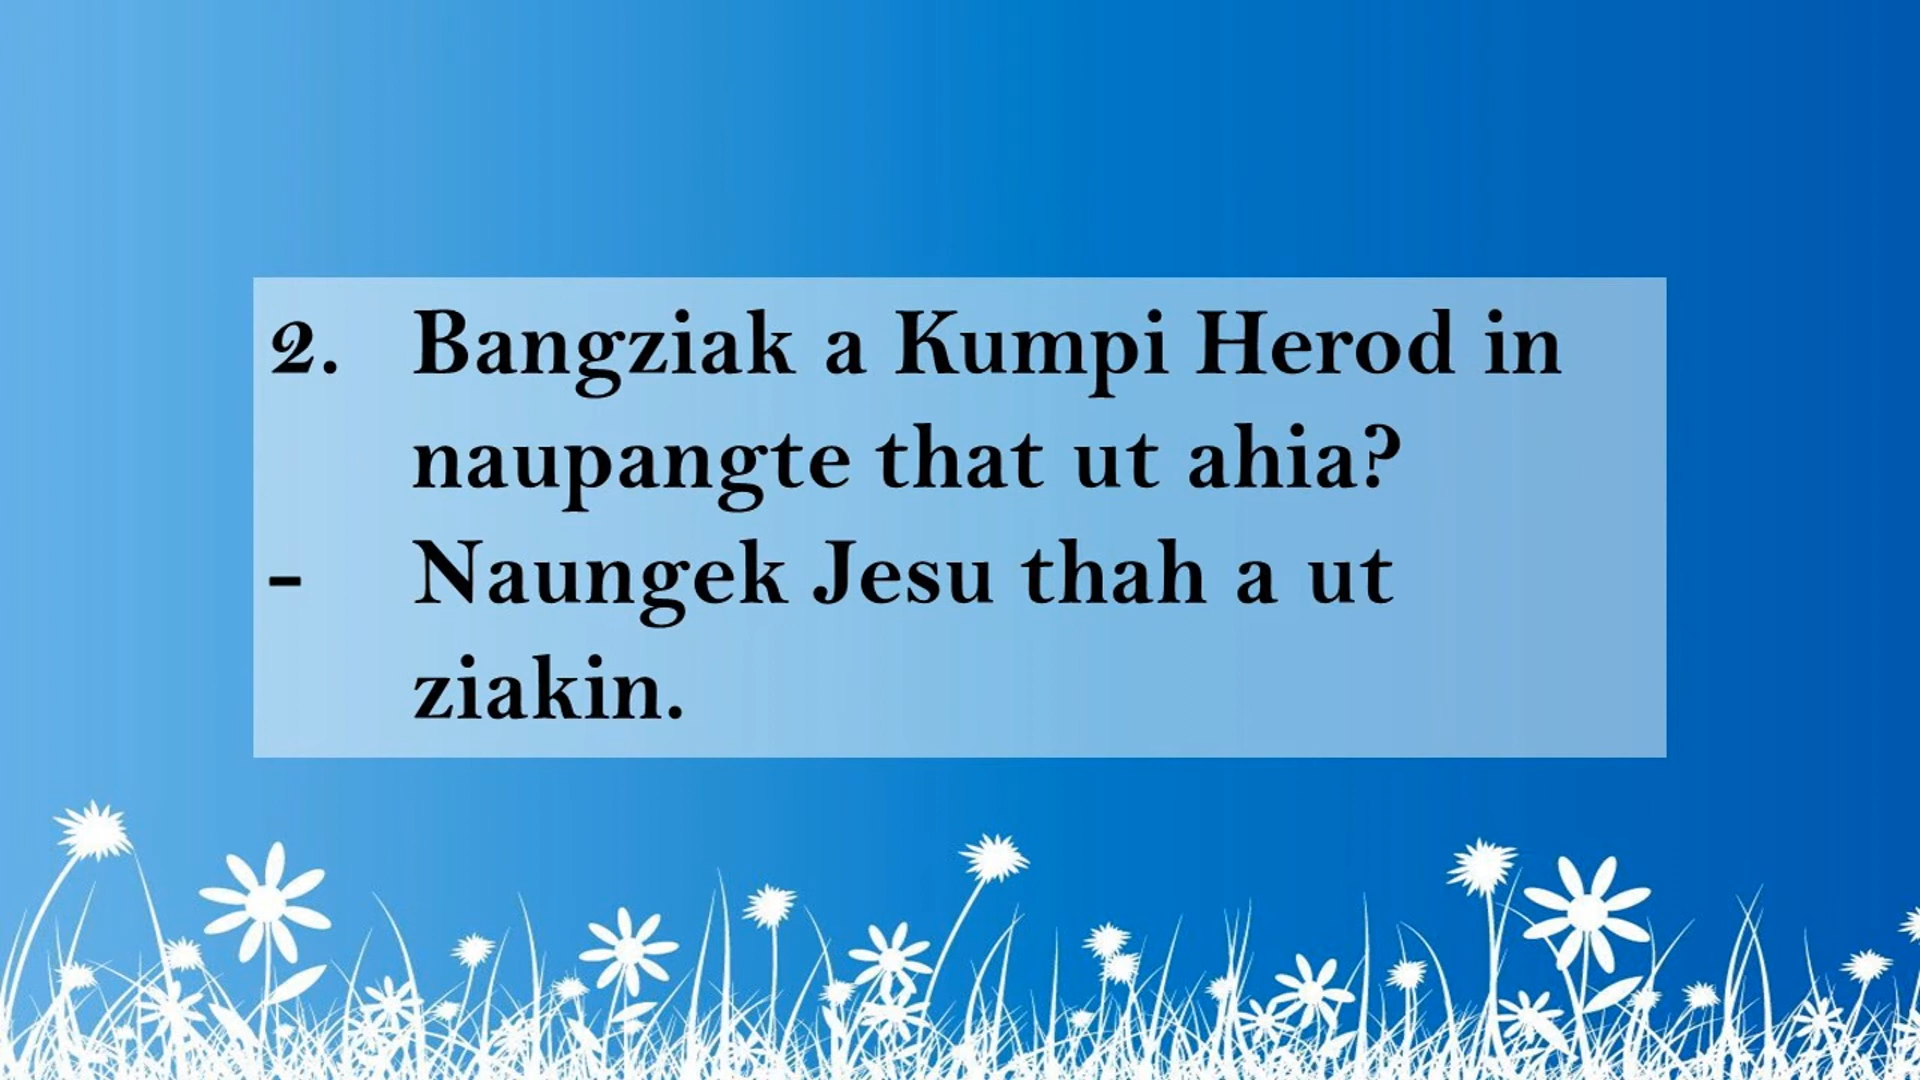 2. Bangziak a Kumpi Herod in
naupangte that ut ahia?
- Naungek Jesu thah a ut
ziakin.